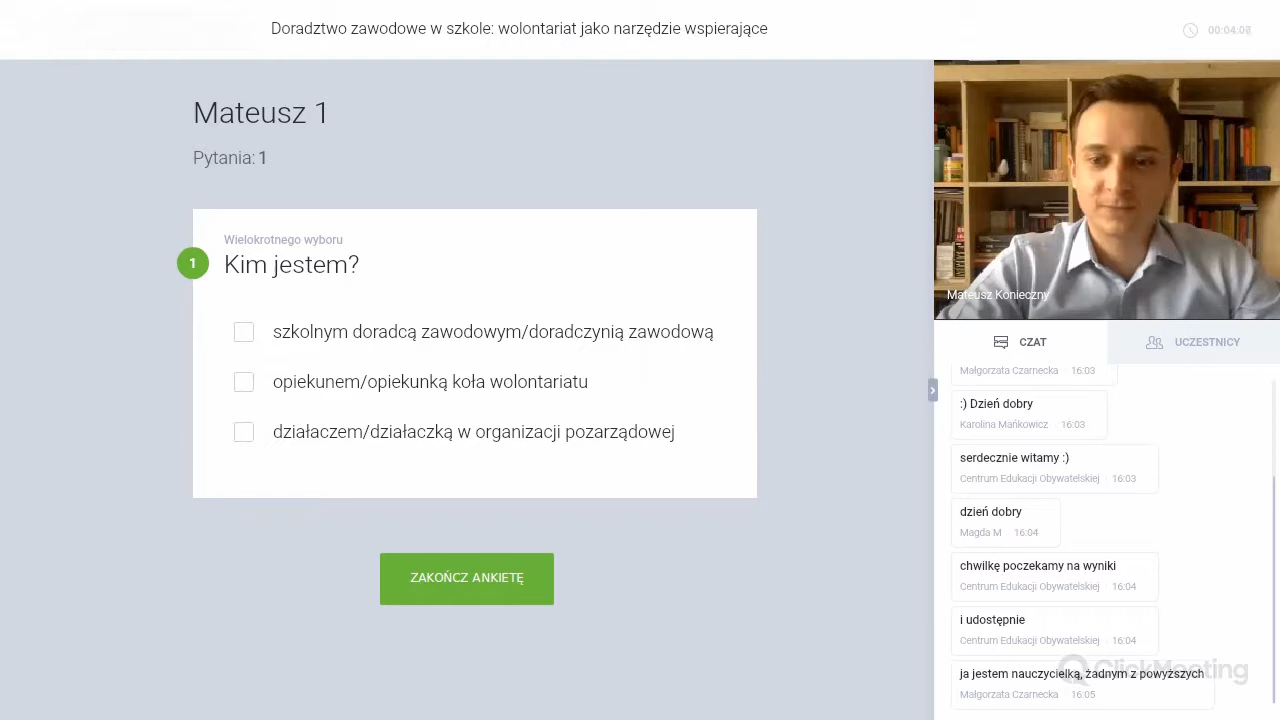 Doradztwo zawodowe w szkole: wolontariat jako narzędzie wspierające
Mateusz 1
Pytania: 1
Wielokrotnego wyboru
1
Kim jestem?
szkolnym doradcą zawodowym/doradczynią zawodową
opiekunem/opiekunką koła wolontariatu
działaczem/działaczką w organizacji pozarządowej
ZAKOŃCZ ANKIETĘ
Mateusz Konieczny
CZAT
UCZESTNICY
Małgorzata Czarnecka 16:03
:) Dzień dobry
Karolina Mańkowicz 16:03
serdecznie witamy :)
Centrum Edukacji Obywatelskiej 16:03
dzień dobry
Magda M 16:04
chwilkę poczekamy na wyniki
Centrum Edukacji Obywatelskiej 16:04
i udostępnie
Centrum Edukacji Obywatelskiej 16:04
ja jestem nauczycielką, żadnym z powyższych
Małgorzata Czarnecka 16:05
ClickMeeting